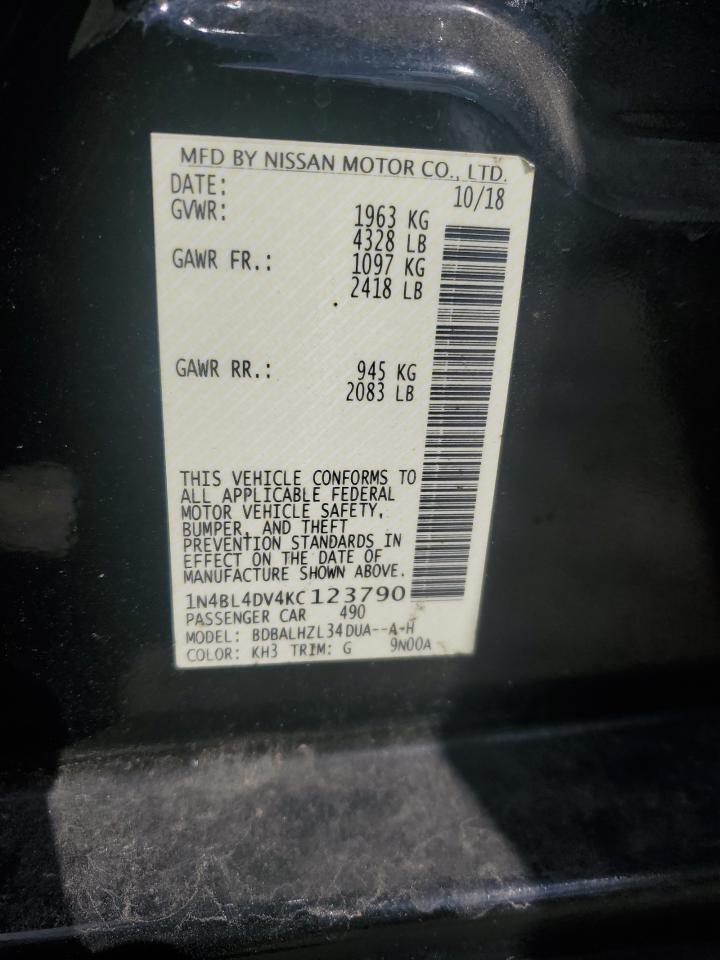 MFD BY NISSAN MOTOR CO., LTD.
DATE: 10/18
GVWR: 1963 KG
4328 LB
GAWR FR.: 1097 KG
2418 LB
GAWR RR.: 945 KG
2083 LB
THIS VEHICLE CONFORMS TO
ALL APPLICABLE FEDERAL
MOTOR VEHICLE SAFETY,
BUMPER, AND THEFT
PREVENTION STANDARDS IN
EFFECT ON THE DATE OF
MANUFACTURE SHOWN ABOVE.
1N4BL4DV4KC123790
PASSENGER CAR 490
MODEL: BDBALHZL34DUA--A-H
COLOR: KH3 TRIM: G 9N00A